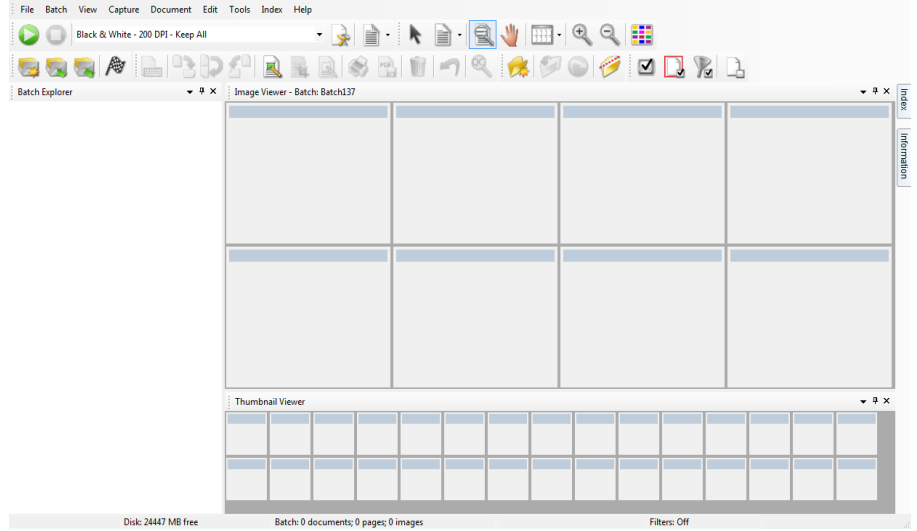 File Batch View Capture Document Edit Tools Index Help
Black & White - 200 DPI - Keep All
Batch Explorer
Image Viewer - Batch: Batch137
Index
Information
Thumbnail Viewer
Disk: 24447 MB free Batch: 0 documents; 0 pages; 0 images Filters: Off